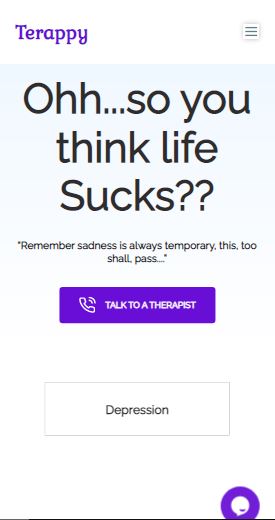 Terappy
Ohh...so you
think life
Sucks??
"Remember sadness is always temporary, this, too
shall, pass...."
TALK TO A THERAPIST
Depression